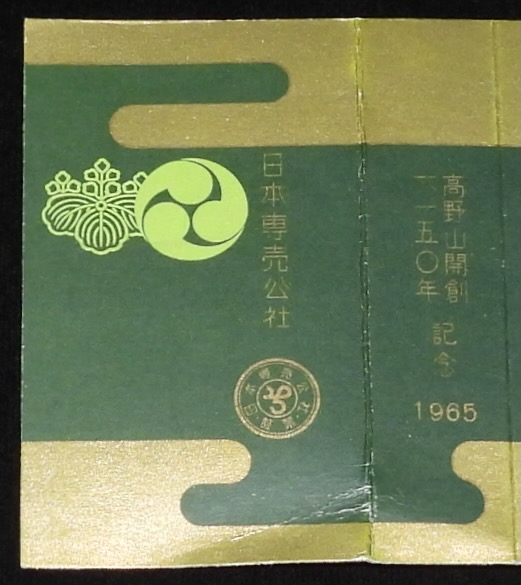 日本専売公社
高野山開創
一一五〇年
記念
1965